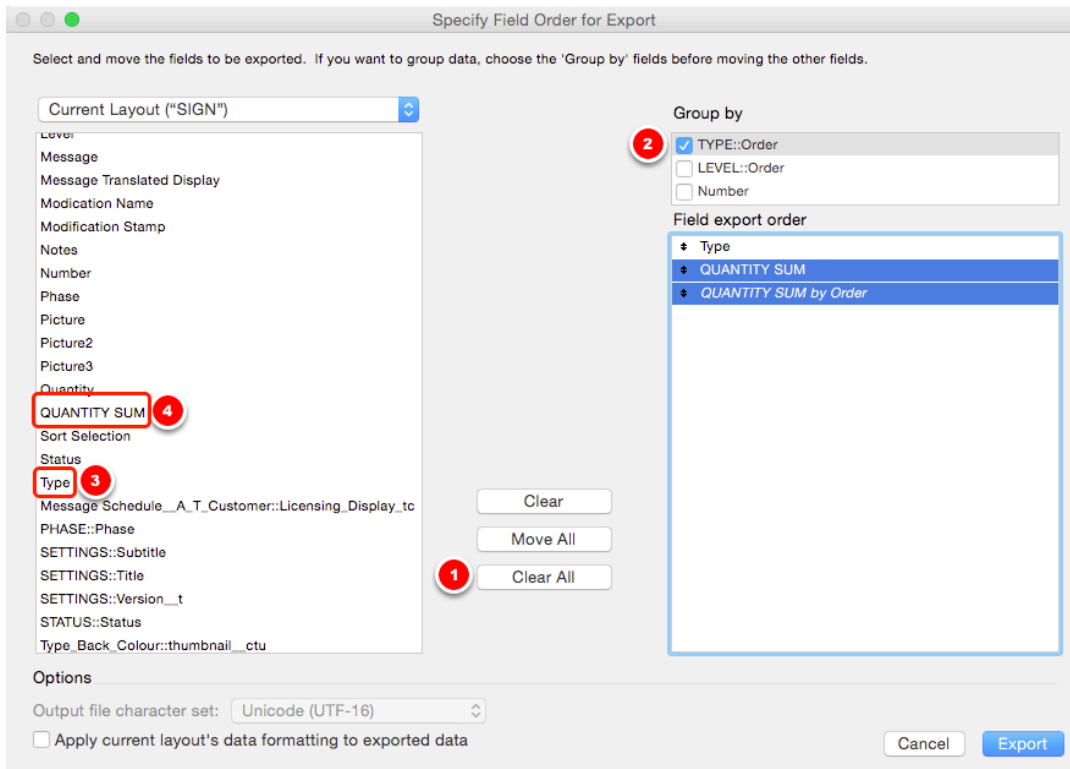 Specify Field Order for Export
Select and move the fields to be exported. If you want to group data, choose the 'Group by' fields before moving the other fields.
Current Layout (“SIGN”)
Level
Message
Message Translated Display
Modication Name
Modification Stamp
Notes
Number
Phase
Picture
Picture2
Picture3
Quantity
QUANTITY SUM 4
Sort Selection
Status
Type 3
Message Schedule__A_T_Customer::Licensing_Display_tc
PHASE::Phase
SETTINGS::Subtitle
SETTINGS::Title
SETTINGS::Version__t
STATUS::Status
Type_Back_Colour::thumbnail__ctu
Clear
Move All
1 Clear All
Group by
2 TYPE::Order
LEVEL::Order
Number
Field export order
Type
QUANTITY SUM
QUANTITY SUM by Order
Options
Output file character set: Unicode (UTF-16)
Apply current layout's data formatting to exported data
Cancel Export